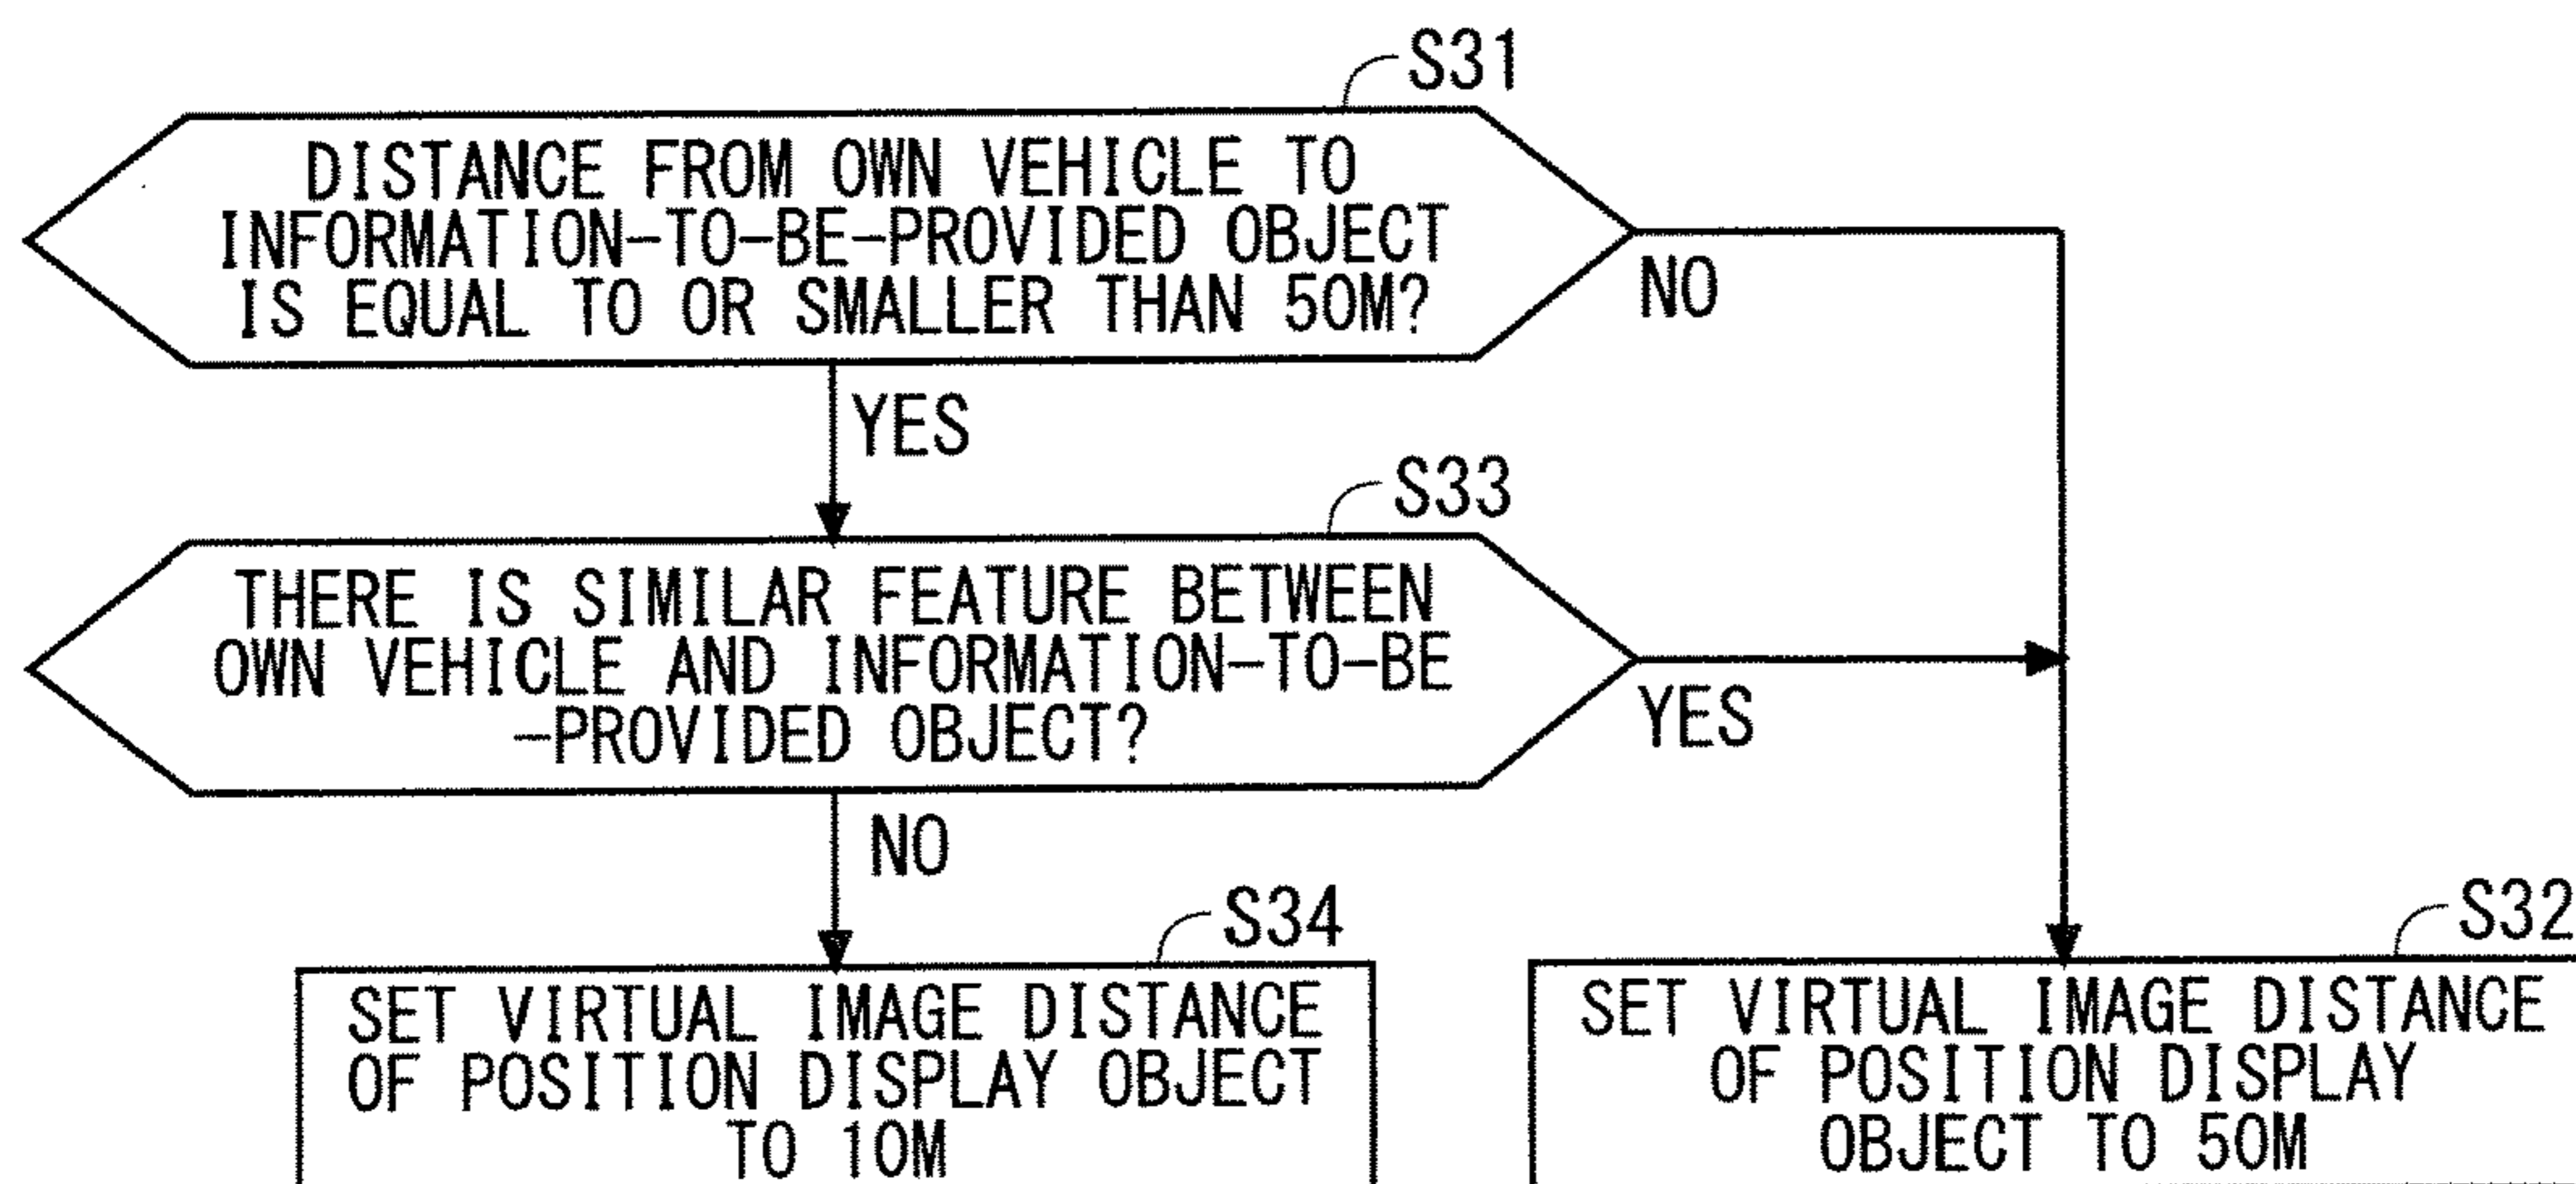 S31
DISTANCE FROM OWN VEHICLE TO
INFORMATION-TO-BE-PROVIDED OBJECT
IS EQUAL TO OR SMALLER THAN 50M?
NO
YES
S33
THERE IS SIMILAR FEATURE BETWEEN
OWN VEHICLE AND INFORMATION-TO-BE
-PROVIDED OBJECT?
YES
NO
S34
SET VIRTUAL IMAGE DISTANCE
OF POSITION DISPLAY OBJECT
TO 10M
S32
SET VIRTUAL IMAGE DISTANCE
OF POSITION DISPLAY
OBJECT TO 50M